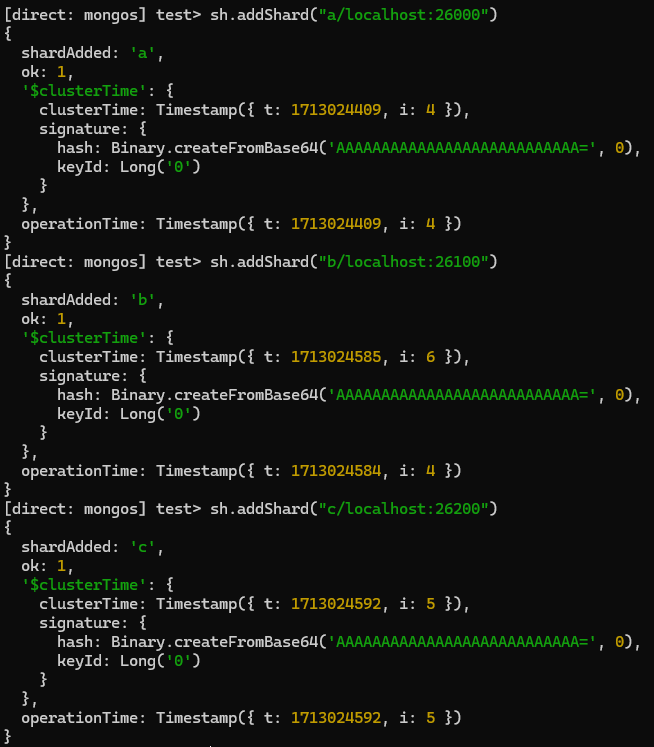 [direct: mongos] test> sh.addShard("a/localhost:26000")
{
  shardAdded: 'a',
  ok: 1,
  '$clusterTime': {
    clusterTime: Timestamp({ t: 1713024409, i: 4 }),
    signature: {
      hash: Binary.createFromBase64('AAAAAAAAAAAAAAAAAAAAAAAAAAA=', 0),
      keyId: Long('0')
    }
  },
  operationTime: Timestamp({ t: 1713024409, i: 4 })
}
[direct: mongos] test> sh.addShard("b/localhost:26100")
{
  shardAdded: 'b',
  ok: 1,
  '$clusterTime': {
    clusterTime: Timestamp({ t: 1713024585, i: 6 }),
    signature: {
      hash: Binary.createFromBase64('AAAAAAAAAAAAAAAAAAAAAAAAAAA=', 0),
      keyId: Long('0')
    }
  },
  operationTime: Timestamp({ t: 1713024584, i: 4 })
}
[direct: mongos] test> sh.addShard("c/localhost:26200")
{
  shardAdded: 'c',
  ok: 1,
  '$clusterTime': {
    clusterTime: Timestamp({ t: 1713024592, i: 5 }),
    signature: {
      hash: Binary.createFromBase64('AAAAAAAAAAAAAAAAAAAAAAAAAAA=', 0),
      keyId: Long('0')
    }
  },
  operationTime: Timestamp({ t: 1713024592, i: 5 })
}